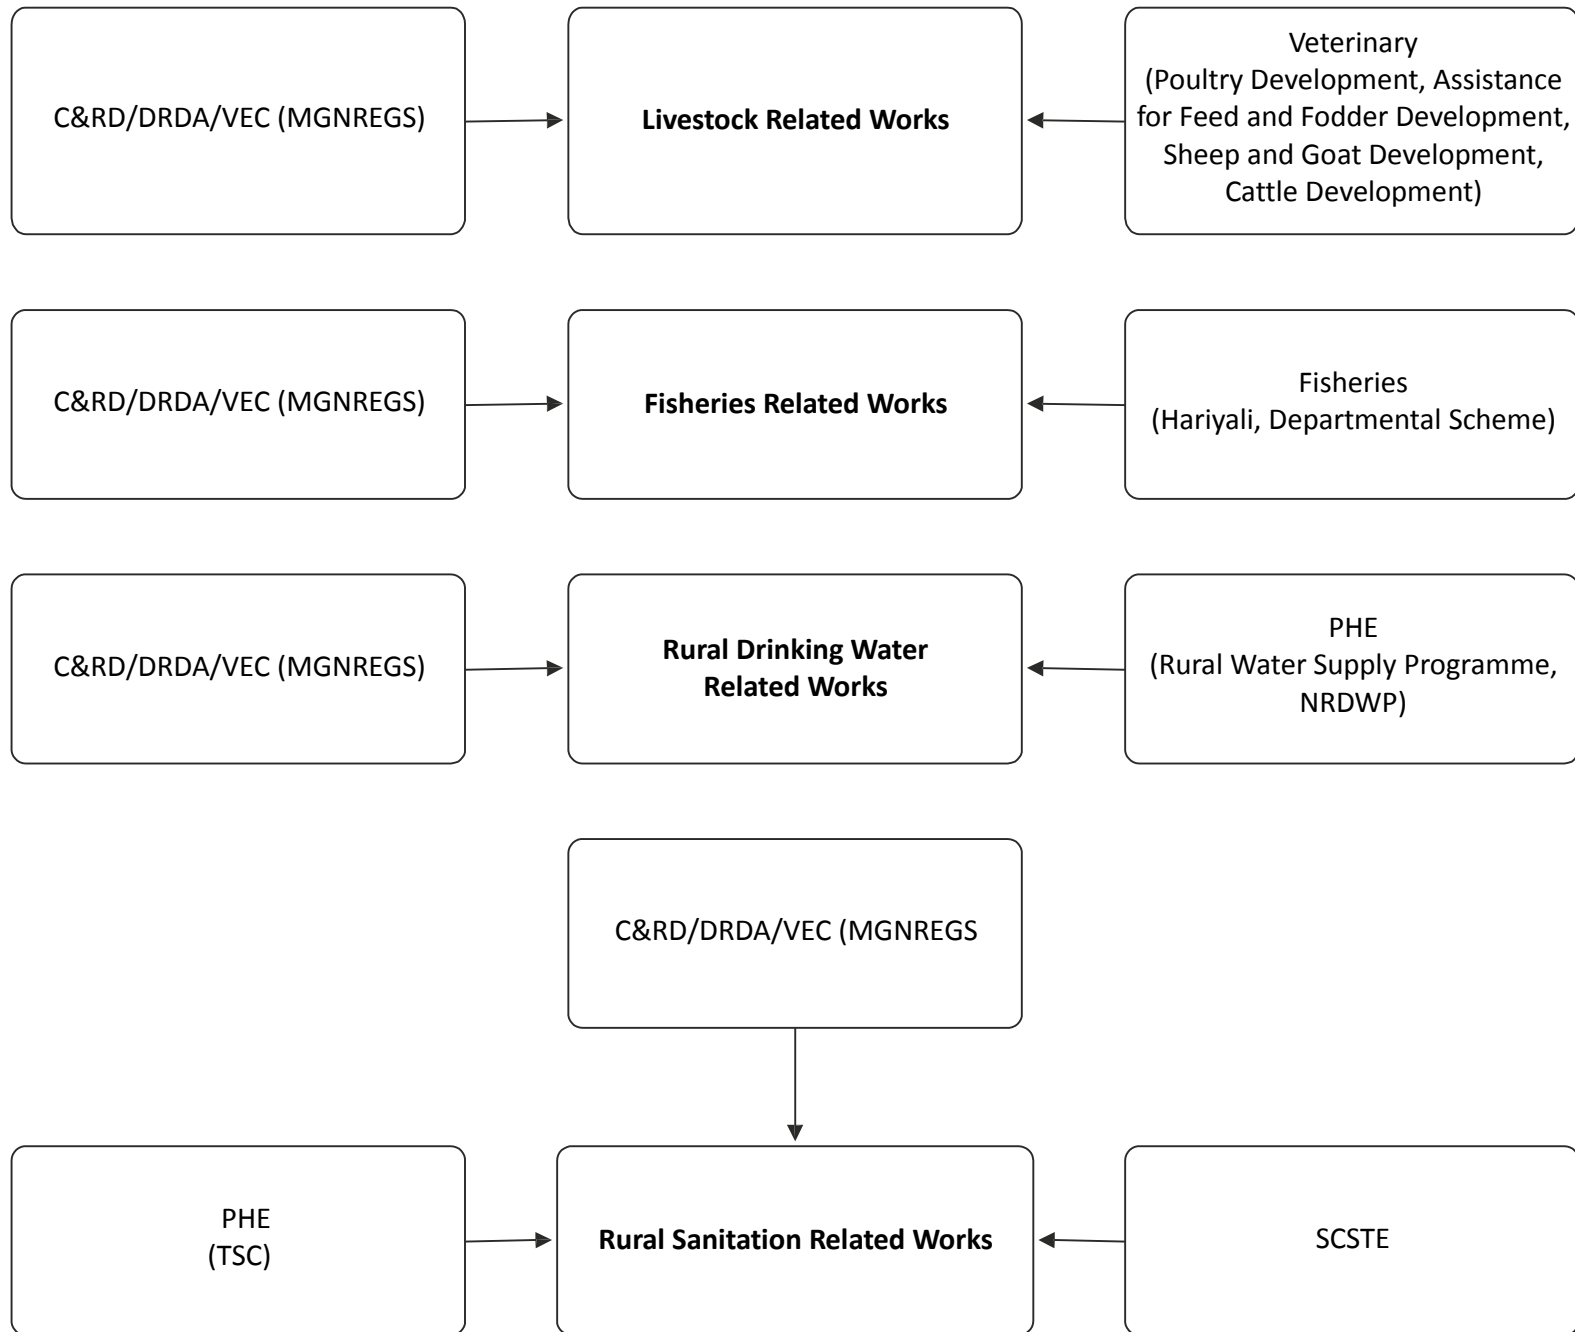 C&RD/DRDA/VEC (MGNREGS)
Livestock Related Works
Veterinary
(Poultry Development, Assistance
for Feed and Fodder Development,
Sheep and Goat Development,
Cattle Development)
C&RD/DRDA/VEC (MGNREGS)
Fisheries Related Works
Fisheries
(Hariyali, Departmental Scheme)
C&RD/DRDA/VEC (MGNREGS)
Rural Drinking Water
Related Works
PHE
(Rural Water Supply Programme,
NRDWP)
C&RD/DRDA/VEC (MGNREGS
PHE
(TSC)
Rural Sanitation Related Works
SCSTE